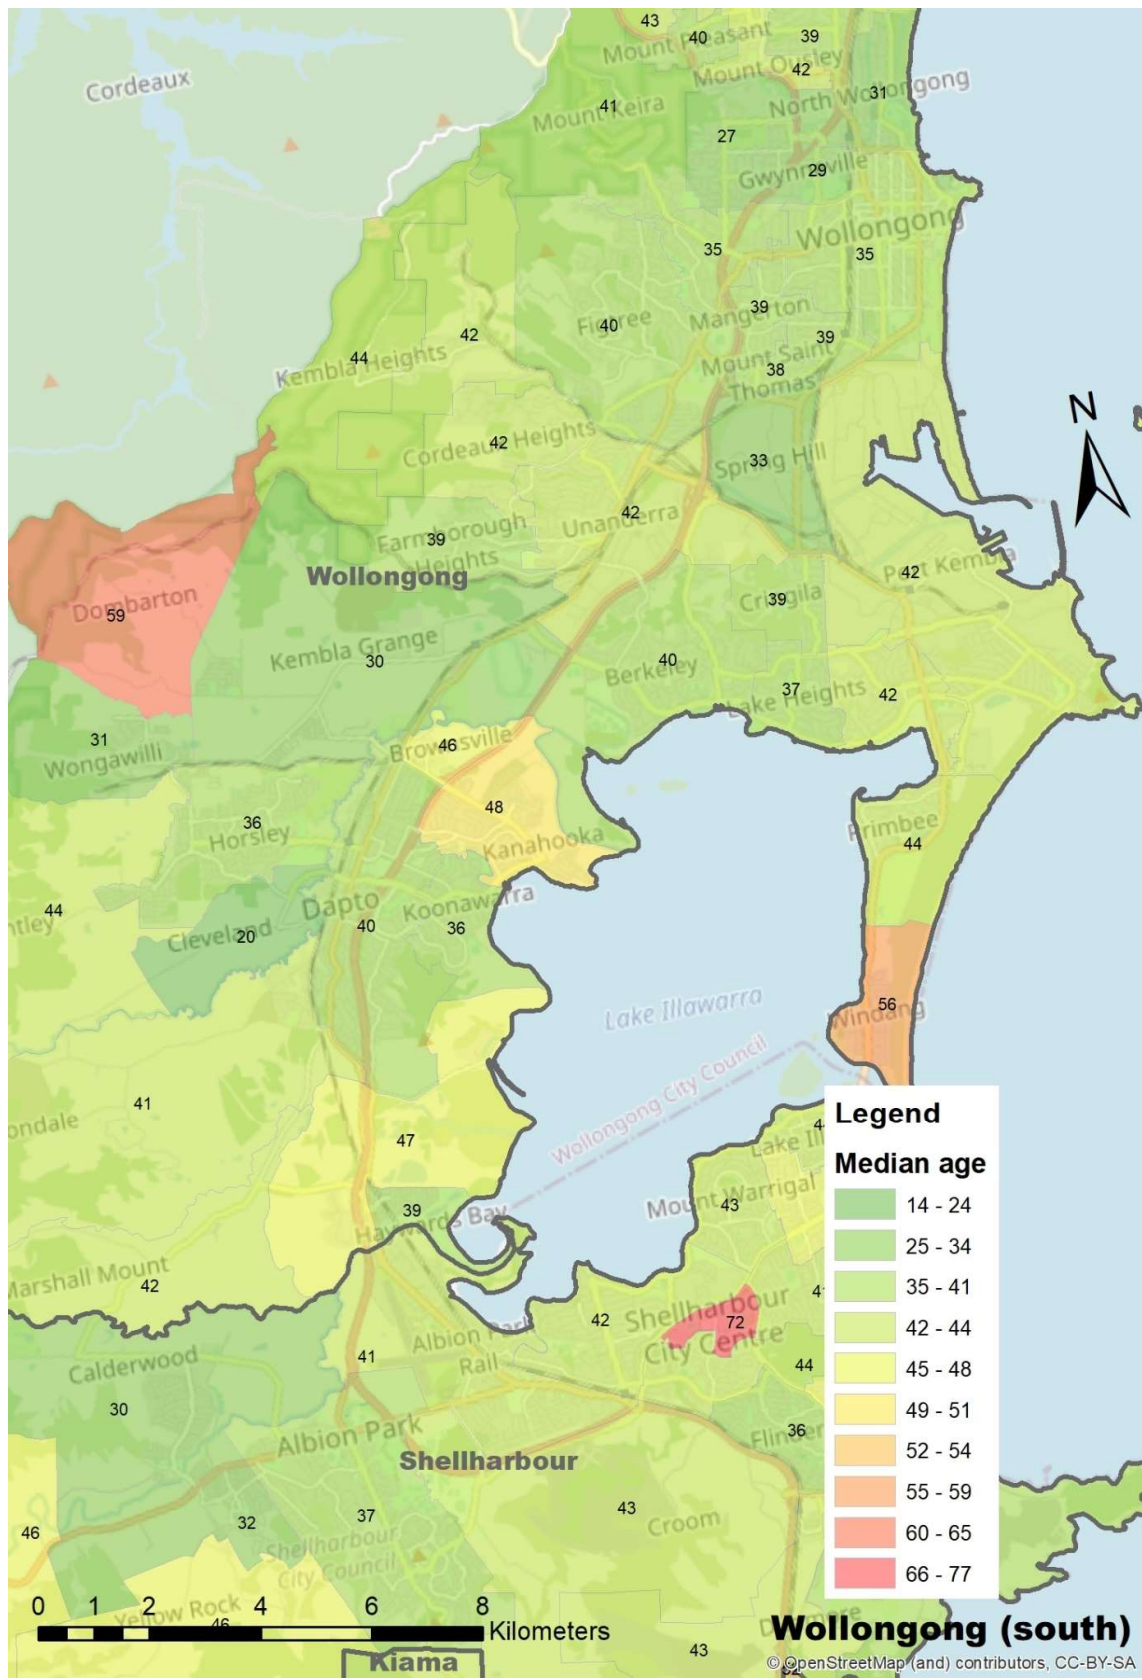 43
40
39
Mount Pleasant
42
Mount Ousley
Cordeaux
31
North Wollongong
41
Mount Keira
27
Gwynneville
29
Wollongong
35
35
39
Mangerton
Figtree
40
39
42
44
Kembla Heights
Mount Saint
Thomas
38
N
Cordeaux Heights
42
Spring Hill
33
Unanderra
42
Farmborough
Heights
39
Wollongong
Port Kembla
42
Dombarton
59
Cringila
39
Kembla Grange
30
Berkeley
40
Lake Heights
37
42
31
Wongawilli
Brownsville
46
48
Kanahooka
36
Horsley
Primbee
44
44
Cleveland
20
Dapto
40
Koonawarra
36
Lake Illawarra
56
Windang
Wollongong City Council
41
47
39
Haywards Bay
Marshall Mount
42
Mount Warrigal
43
Shellharbour
City Centre
72
42
Albion Park
Rail
41
Calderwood
30
44
36
Albion Park
Shellharbour
43
Croom
46
32
37
Shellharbour
City Council
Yellow Rock
46
43
Legend
Median age
14 - 24
25 - 34
35 - 41
42 - 44
45 - 48
49 - 51
52 - 54
55 - 59
60 - 65
66 - 77
0 1 2 4 6 8
Kilometers
Kiama
Wollongong (south)
© OpenStreetMap (and) contributors, CC-BY-SA